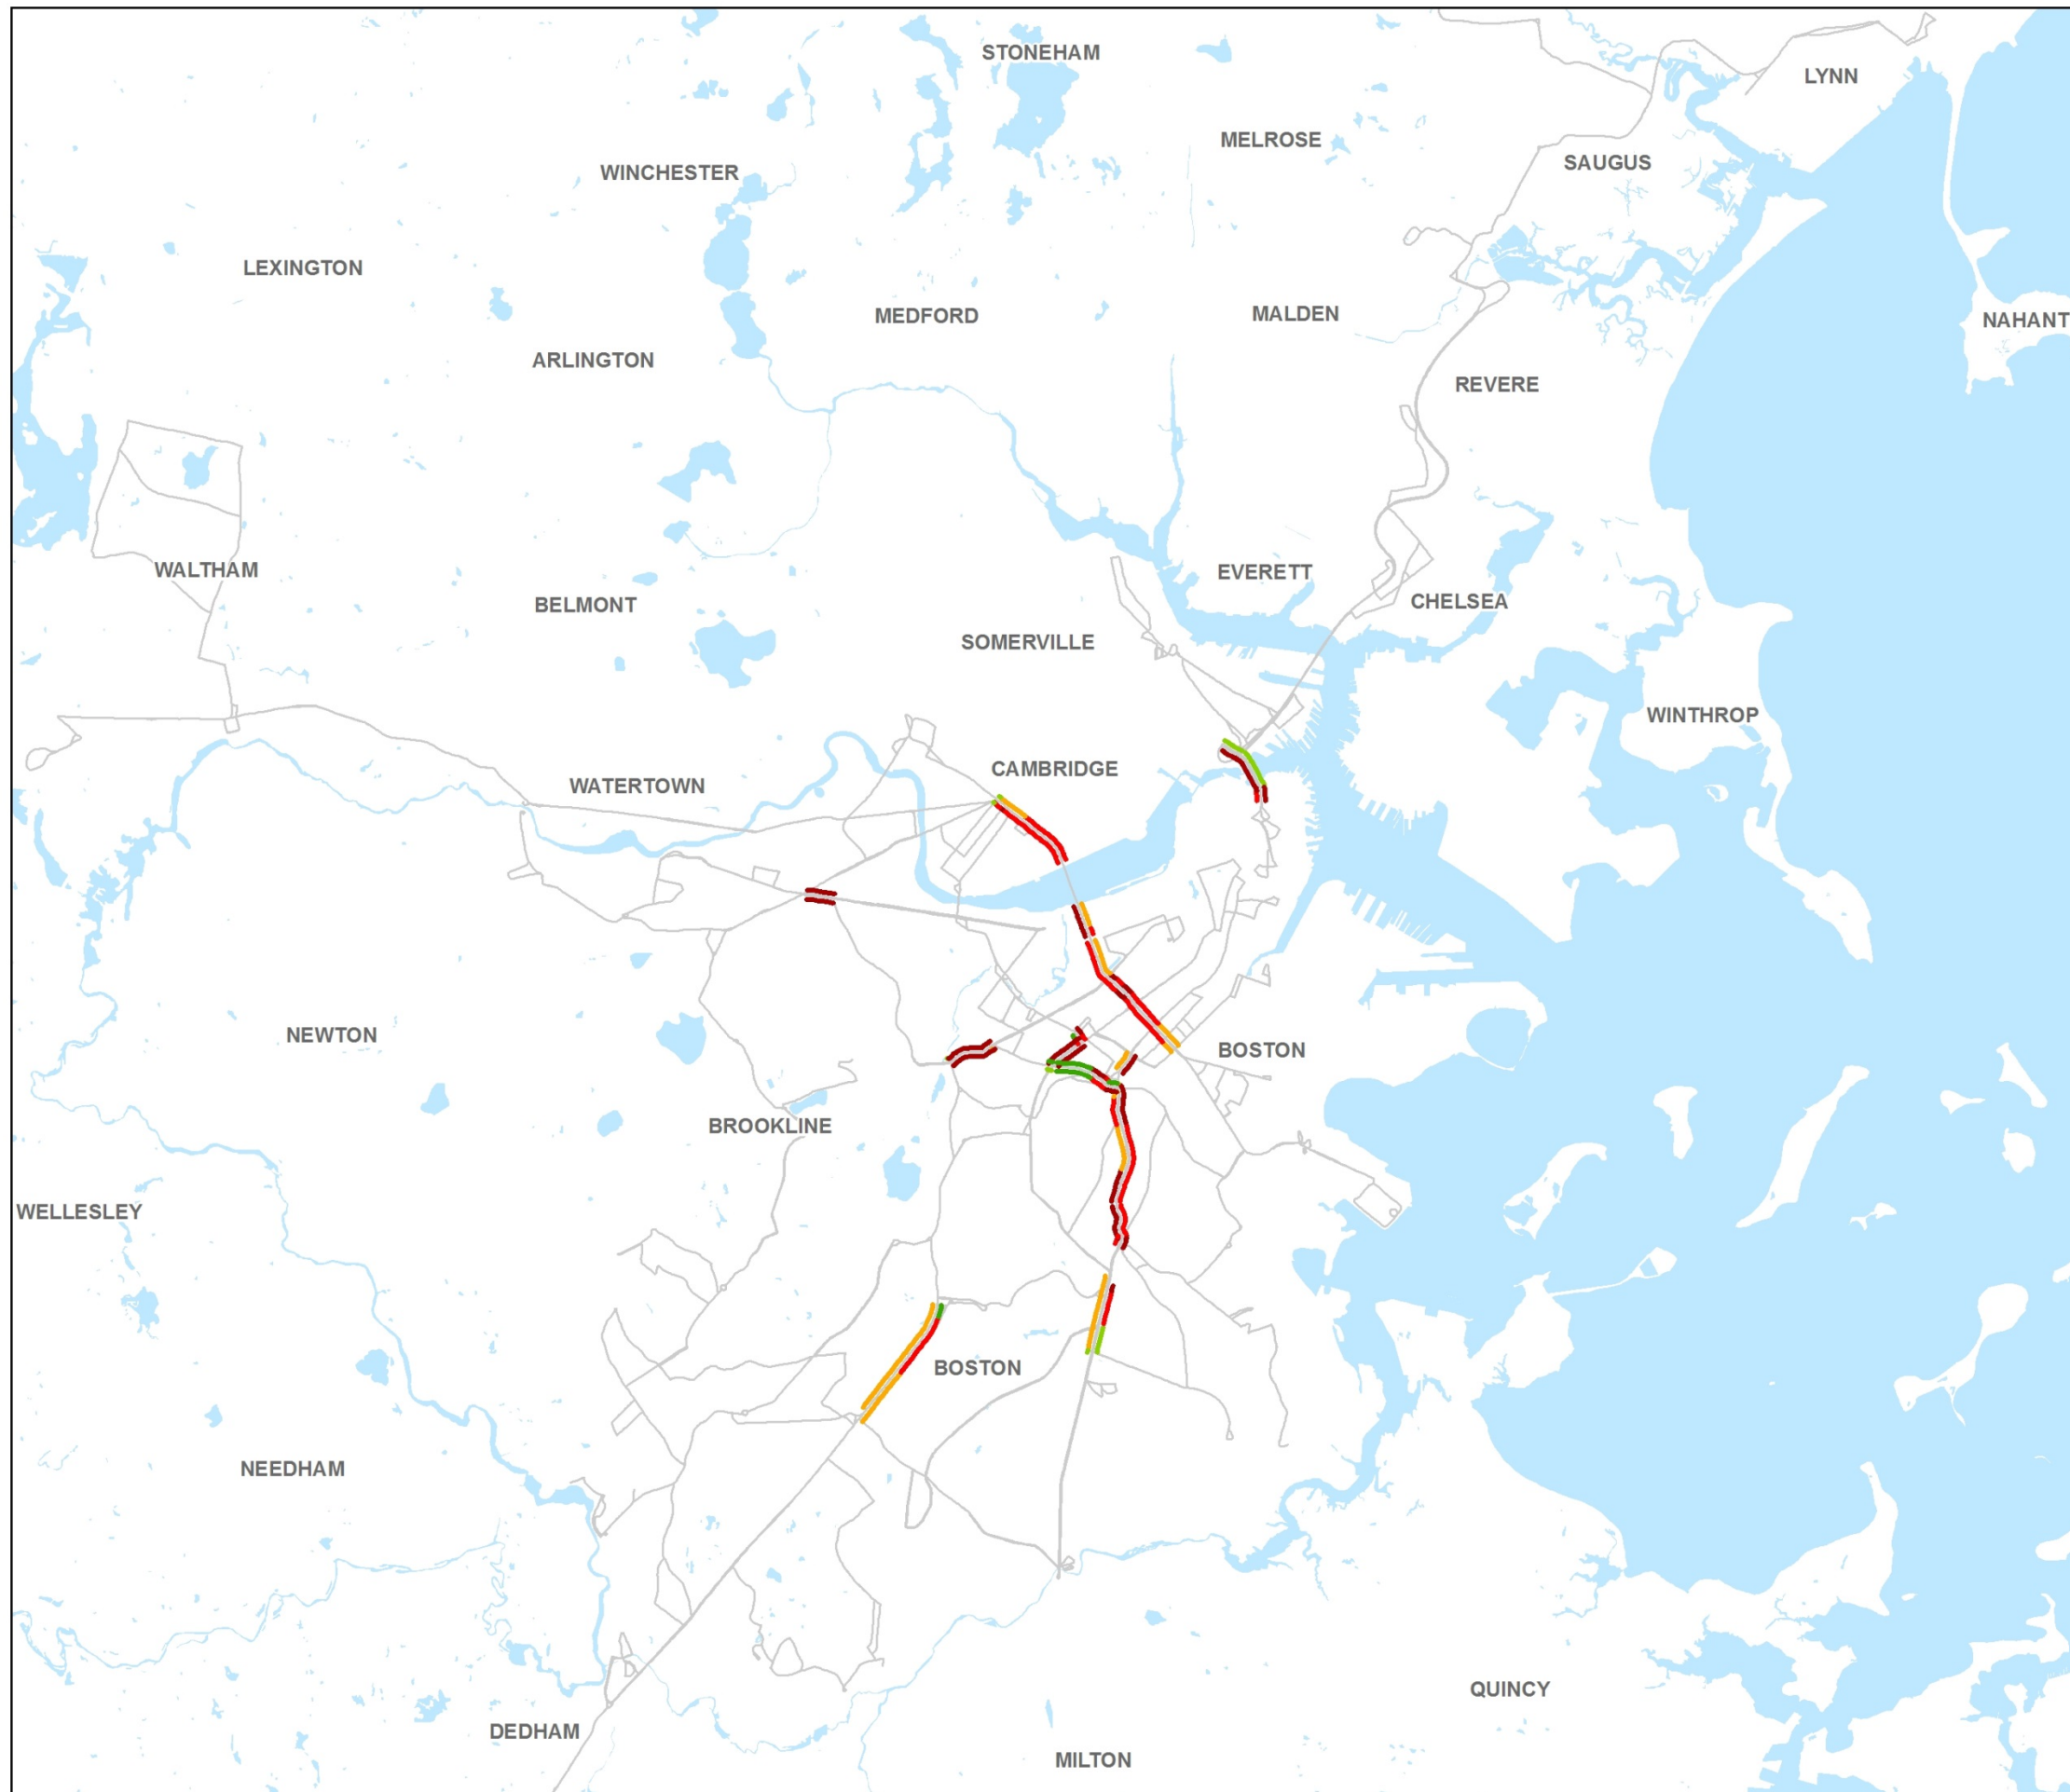 STONEHAM
LYNN
MELROSE
SAUGUS
WINCHESTER
LEXINGTON
MEDFORD
MALDEN
NAHANT
ARLINGTON
REVERE
WALTHAM
EVERETT
BELMONT
CHELSEA
SOMERVILLE
WINTHROP
CAMBRIDGE
WATERTOWN
NEWTON
BOSTON
BROOKLINE
WELLESLEY
BOSTON
NEEDHAM
QUINCY
DEDHAM
MILTON